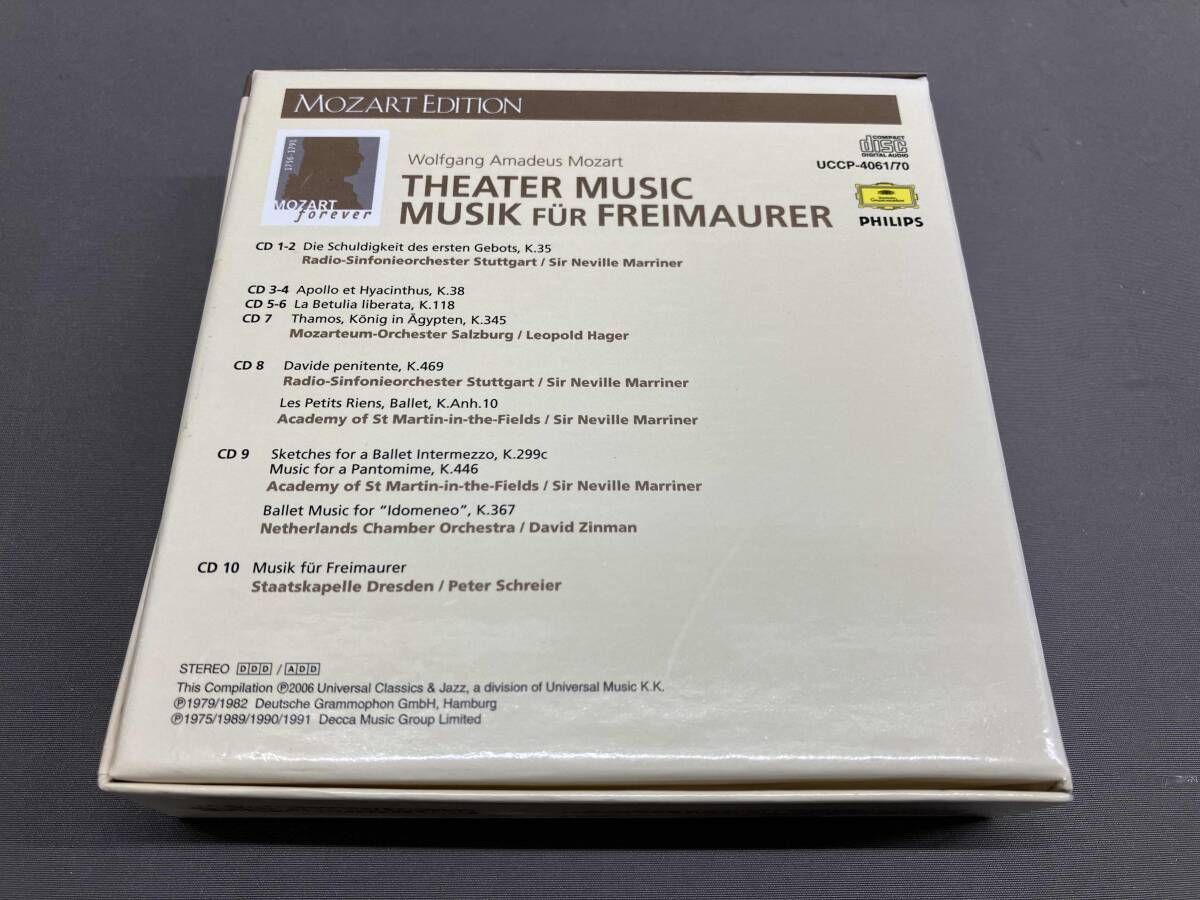 MOZART EDITION
1756-1791
MOZART
forever
COMPACT
disc
DIGITAL AUDIO
UCCP-4061/70
PHILIPS
Wolfgang Amadeus Mozart
THEATER MUSIC
MUSIK FÜR FREIMAURER
CD 1-2 Die Schuldigkeit des ersten Gebots, K.35
Radio-Sinfonieorchester Stuttgart / Sir Neville Marriner
CD 3-4 Apollo et Hyacinthus, K.38
CD 5-6 La Betulia liberata, K.118
CD 7 Thamos, König in Ägypten, K.345
Mozarteum-Orchester Salzburg / Leopold Hager
CD 8 Davide penitente, K.469
Radio-Sinfonieorchester Stuttgart / Sir Neville Marriner
Les Petits Riens, Ballet, K.Anh.10
Academy of St Martin-in-the-Fields / Sir Neville Marriner
CD 9 Sketches for a Ballet Intermezzo, K.299c
Music for a Pantomime, K.446
Academy of St Martin-in-the-Fields / Sir Neville Marriner
Ballet Music for “Idomeneo”, K.367
Netherlands Chamber Orchestra / David Zinman
CD 10 Musik für Freimaurer
Staatskapelle Dresden / Peter Schreier
STEREO DDD / ADD
This Compilation ℗2006 Universal Classics & Jazz, a division of Universal Music K.K.
℗1979/1982 Deutsche Grammophon GmbH, Hamburg
℗1975/1989/1990/1991 Decca Music Group Limited